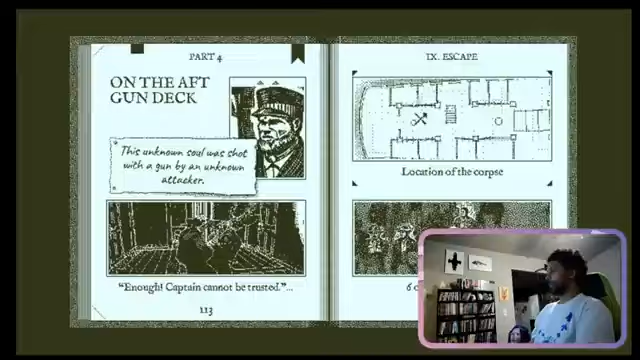 PART 4
ON THE AFT
GUN DECK
This unknown soul was shot
with a gun by an unknown
attacker.
"Enough! Captain cannot be trusted."...
113
IX. ESCAPE
Location of the corpse
6